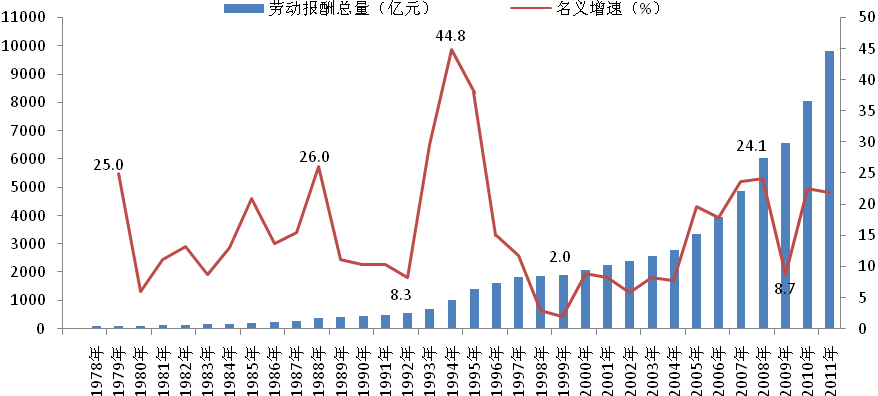 劳动报酬总量（亿元） 名义增速（%）
11000
10000
9000
8000
7000
6000
5000
4000
3000
2000
1000
0
50
45
40
35
30
25
20
15
10
5
0
25.0
26.0
8.3
44.8
2.0
24.1
8.7
1978年
1979年
1980年
1981年
1982年
1983年
1984年
1985年
1986年
1987年
1988年
1989年
1990年
1991年
1992年
1993年
1994年
1995年
1996年
1997年
1998年
1999年
2000年
2001年
2002年
2003年
2004年
2005年
2006年
2007年
2008年
2009年
2010年
2011年